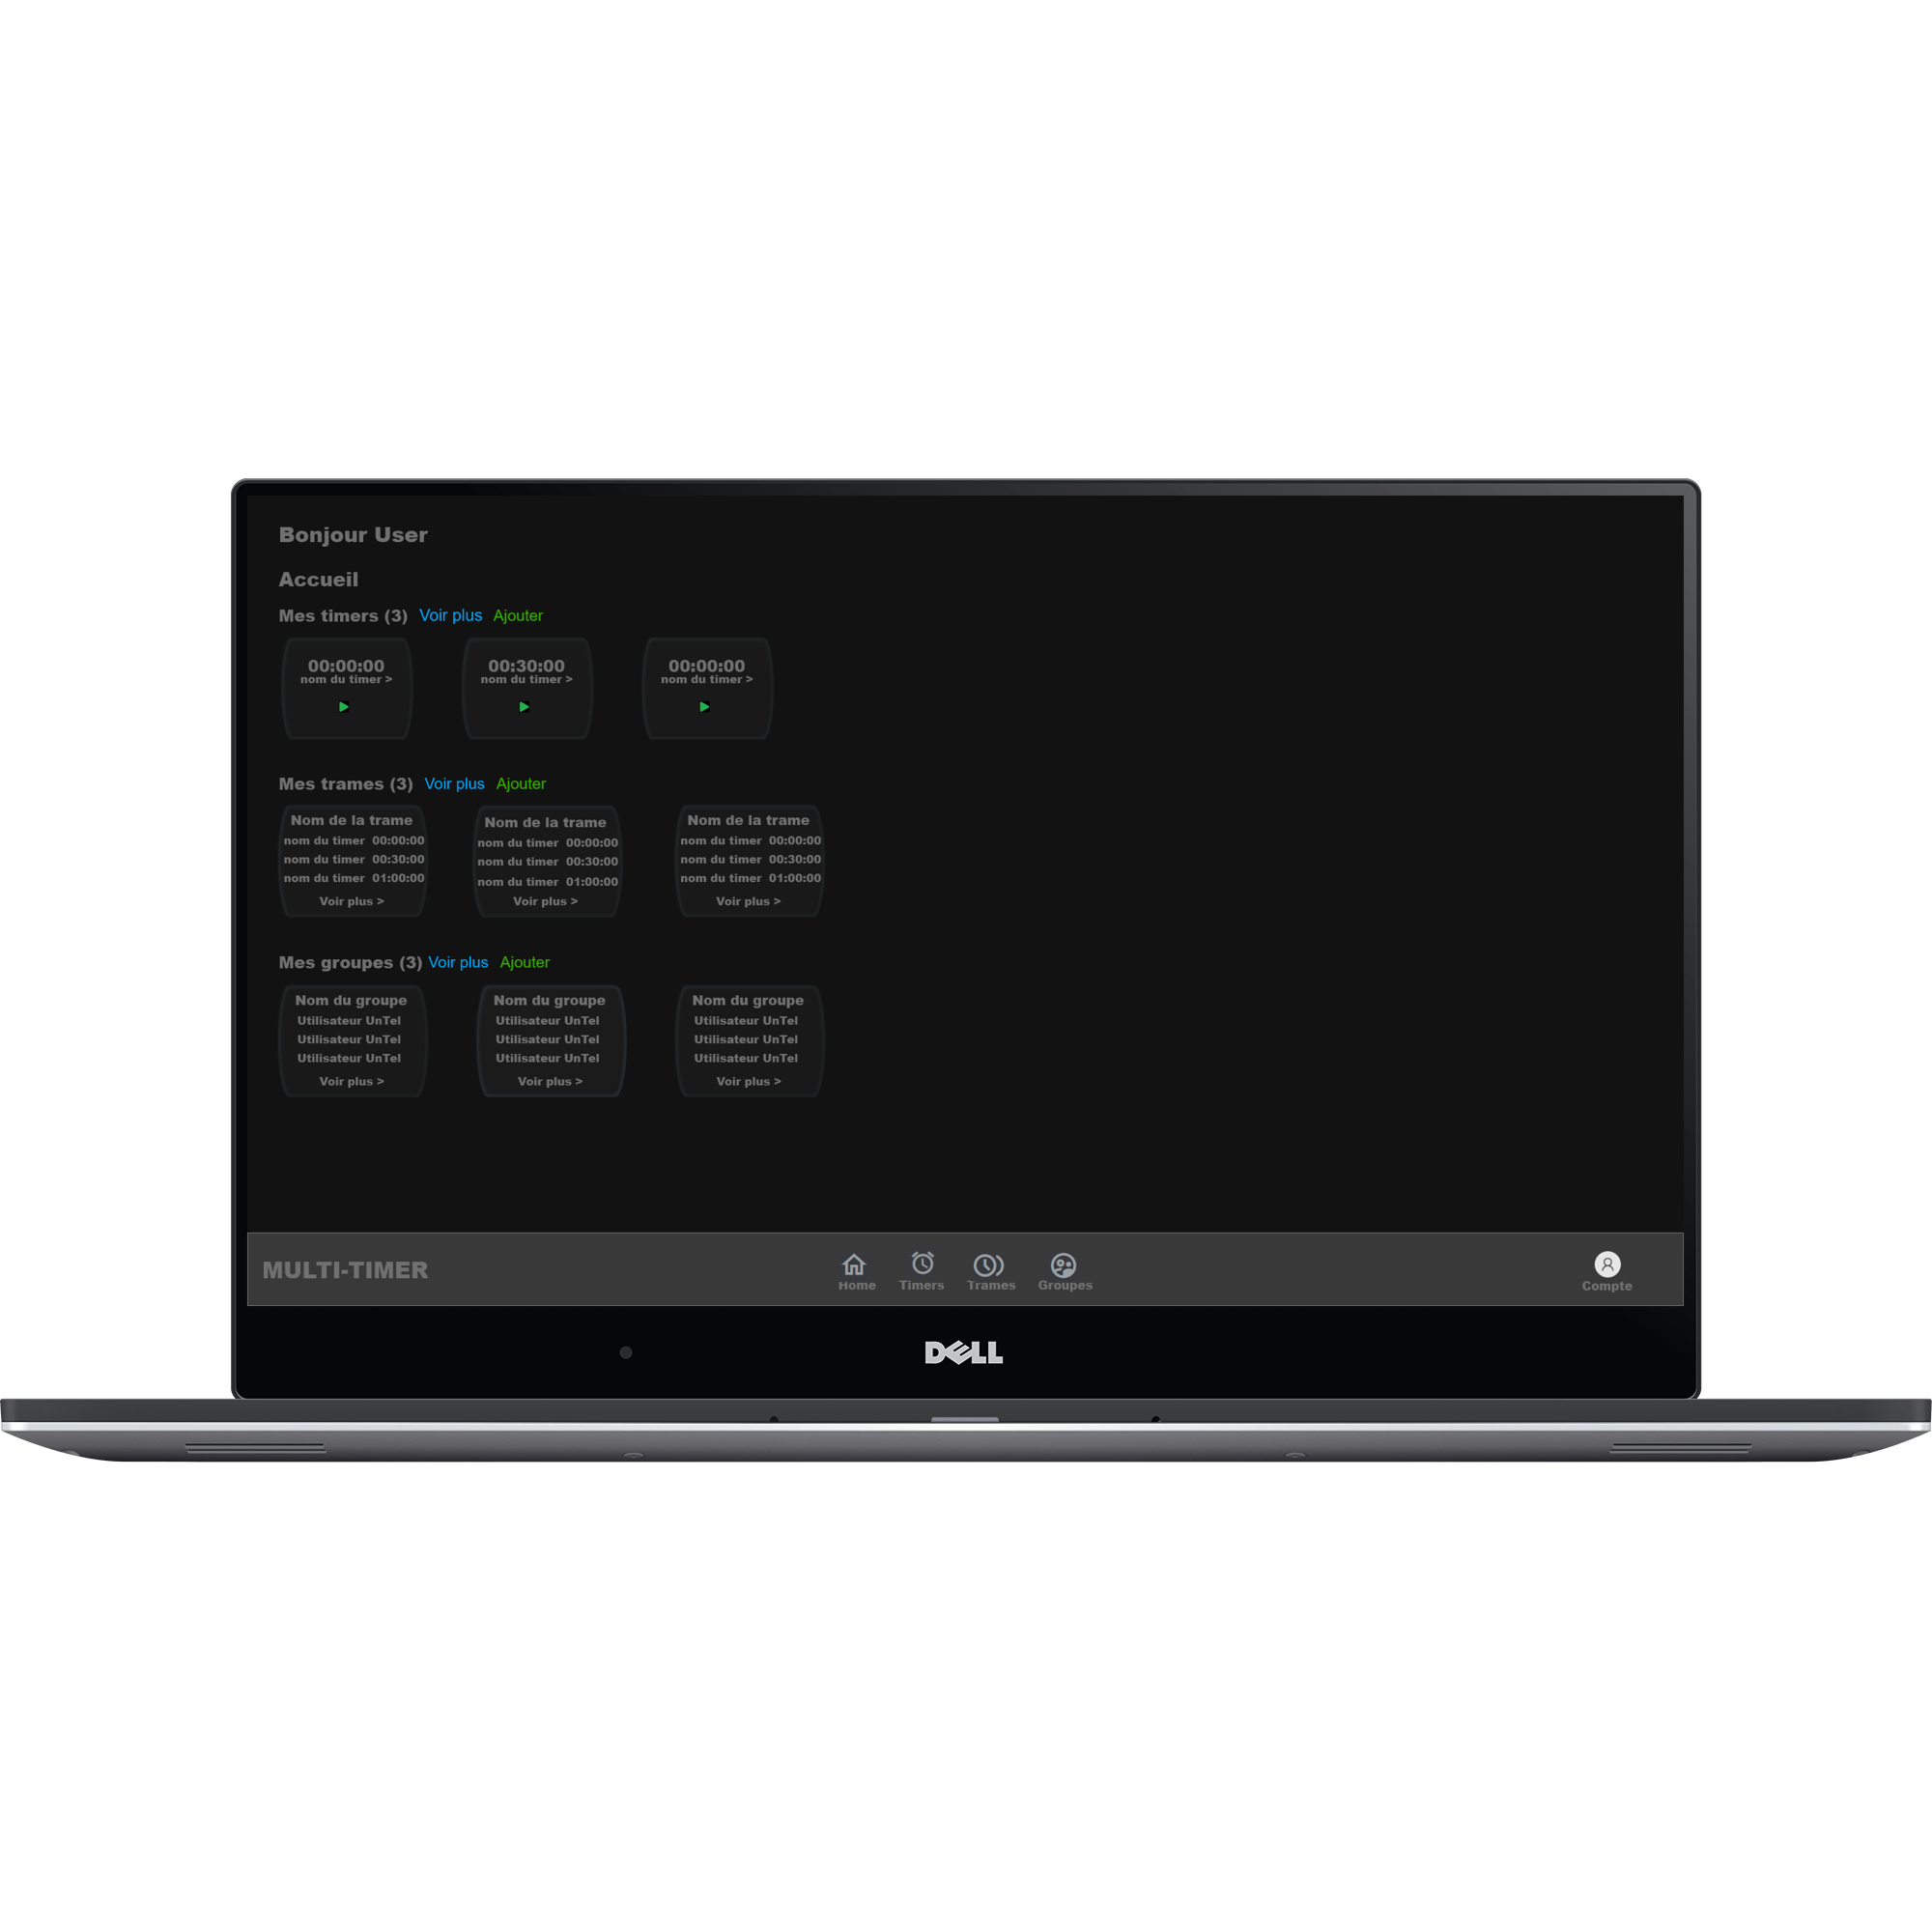 Bonjour User
Accueil
Mes timers (3) Voir plus Ajouter
00:00:00 00:30:00 00:00:00
nom du timer > nom du timer > nom du timer >
Mes trames (3) Voir plus Ajouter
Nom de la trame Nom de la trame Nom de la trame
nom du timer 00:00:00 nom du timer 00:00:00 nom du timer 00:00:00
nom du timer 00:30:00 nom du timer 00:30:00 nom du timer 00:30:00
nom du timer 01:00:00 nom du timer 01:00:00 nom du timer 01:00:00
Voir plus > Voir plus > Voir plus >
Mes groupes (3) Voir plus Ajouter
Nom du groupe Nom du groupe Nom du groupe
Utilisateur UnTel Utilisateur UnTel Utilisateur UnTel
Utilisateur UnTel Utilisateur UnTel Utilisateur UnTel
Utilisateur UnTel Utilisateur UnTel Utilisateur UnTel
Voir plus > Voir plus > Voir plus >
MULTI-TIMER Home Timers Trames Groupes Compte
DELL